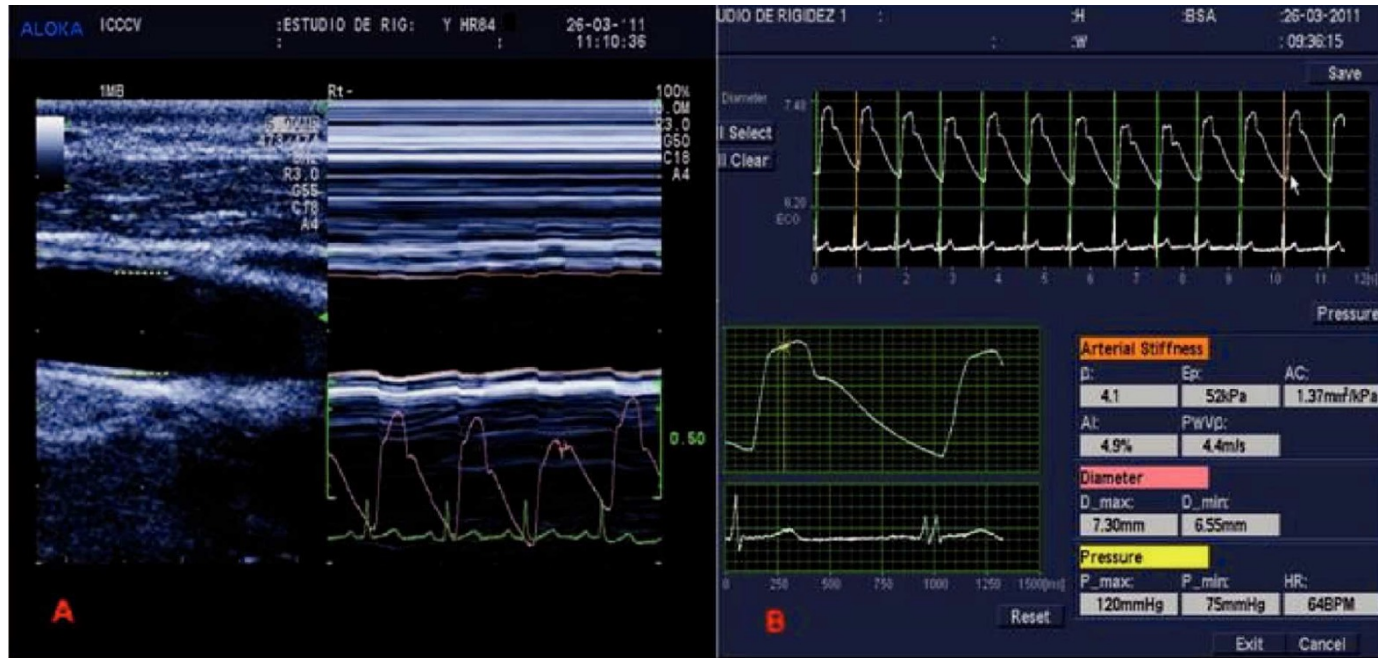 ALOKA ICCCV :ESTUDIO DE RIG: Y HR84 26-03-'11
: : 11:10:36
1MB Rt- 100%
R3.0
G55
C18
A4
R3.0
G50
C18
A4
0.50
A
UDIO DE RIGIDEZ 1 : :H :BSA :26-03-2011
: :W : 09:36:15
Save
Diameter 7.40
l Select
ll Clear
6.20
0 1 2 3 4 5 6 7 8 9 10 11
Pressure
Arterial Stiffness
β: Ep: AC:
4.1 52kPa 1.37mm²/kPa
AI: PWVβ:
4.9% 4.4m/s
Diameter
D_max: D_min:
7.30mm 6.55mm
Pressure
P_max: P_min: HR:
120mmHg 75mmHg 64BPM
0 250 500 750 1000 1250 1500[ms]
Reset
B
Exit Cancel